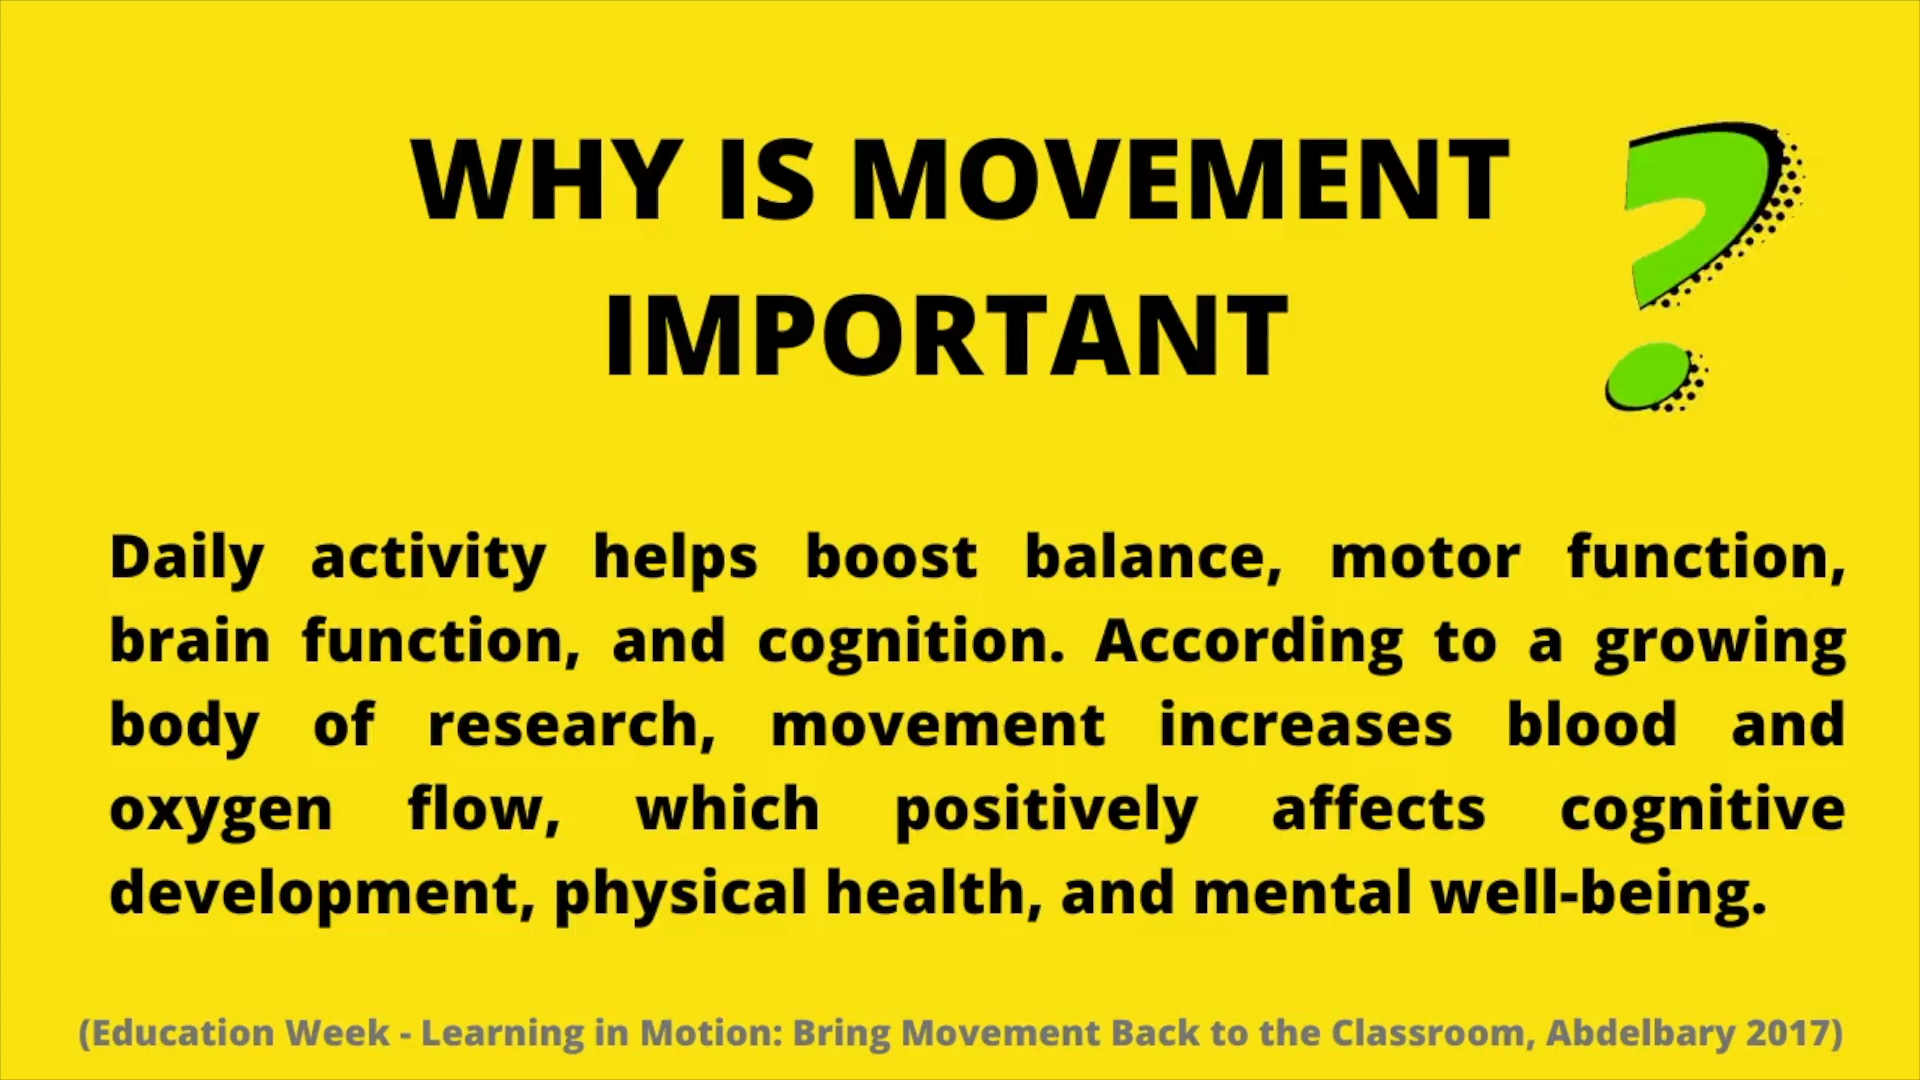 WHY IS MOVEMENT
IMPORTANT ?
Daily activity helps boost balance, motor function,
brain function, and cognition. According to a growing
body of research, movement increases blood and
oxygen flow, which positively affects cognitive
development, physical health, and mental well-being.
(Education Week - Learning in Motion: Bring Movement Back to the Classroom, Abdelbary 2017)